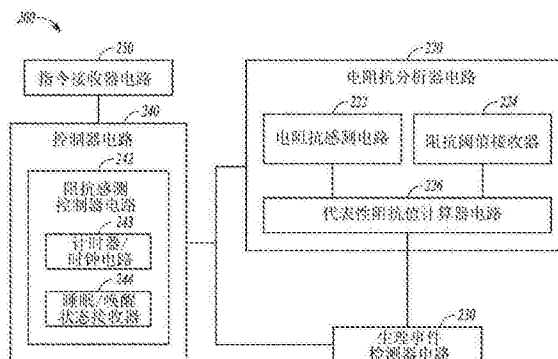 200
250
指令接收器电路
240
控制器电路
242
阻抗感测
控制器电路
243
计时器/
时钟电路
244
睡眠/唤醒
状态接收器
220
电阻抗分析器电路
222
电阻抗感测电路
224
阻抗阈值接收器
226
代表性阻抗值计算器电路
230
生理事件
检测器电路